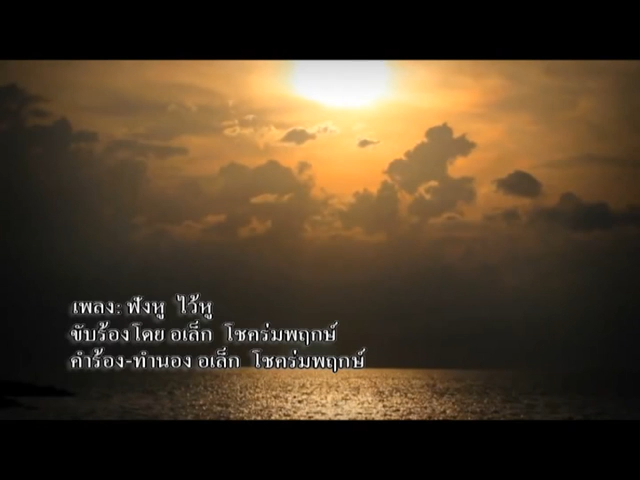 เพลง: ฟังหู ไว้หู
ขับร้องโดย อเล็ก โชคร่มพฤกษ์
คำร้อง-ทำนอง อเล็ก โชคร่มพฤกษ์